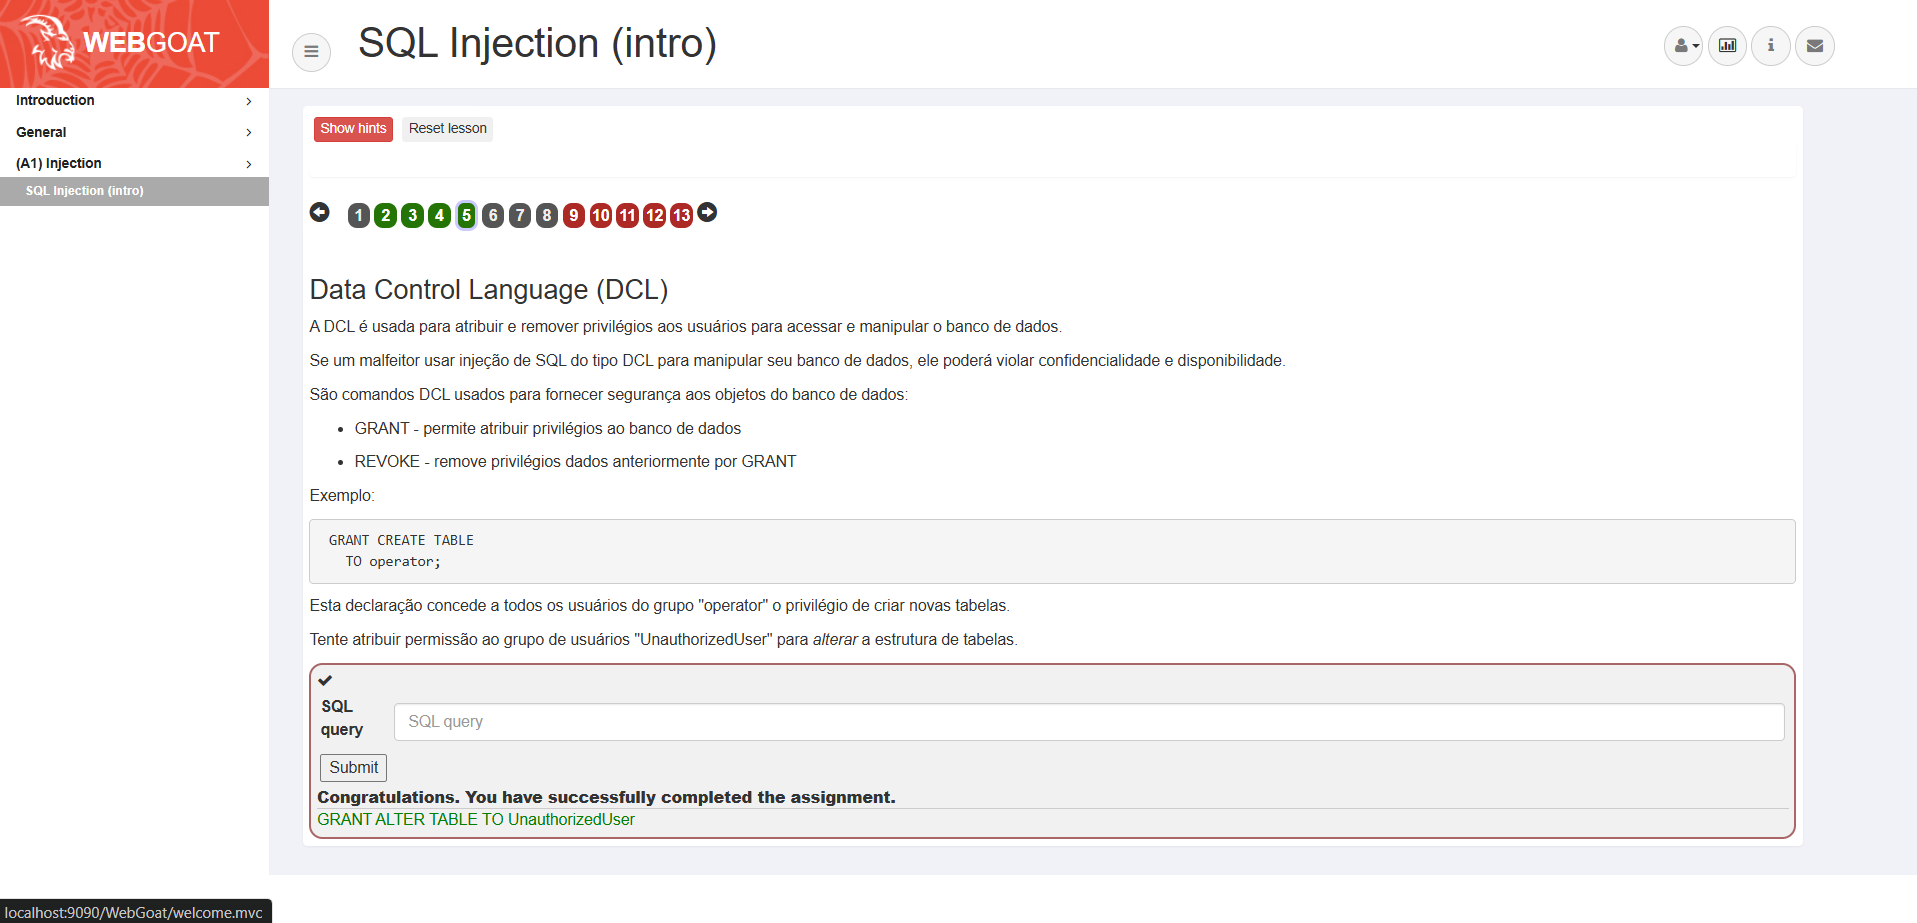 WEBGOAT
SQL Injection (intro)
Introduction
General
(A1) Injection
SQL Injection (intro)
Show hints
Reset lesson
1 2 3 4 5 6 7 8 9 10 11 12 13
Data Control Language (DCL)
A DCL é usada para atribuir e remover privilégios aos usuários para acessar e manipular o banco de dados.
Se um malfeitor usar injeção de SQL do tipo DCL para manipular seu banco de dados, ele poderá violar confidencialidade e disponibilidade.
São comandos DCL usados para fornecer segurança aos objetos do banco de dados:
• GRANT - permite atribuir privilégios ao banco de dados
• REVOKE - remove privilégios dados anteriormente por GRANT
Exemplo:
GRANT CREATE TABLE
TO operator;
Esta declaração concede a todos os usuários do grupo "operator" o privilégio de criar novas tabelas.
Tente atribuir permissão ao grupo de usuários "UnauthorizedUser" para alterar a estrutura de tabelas.
SQL
query
SQL query
Submit
Congratulations. You have successfully completed the assignment.
GRANT ALTER TABLE TO UnauthorizedUser
localhost:9090/WebGoat/welcome.mvc